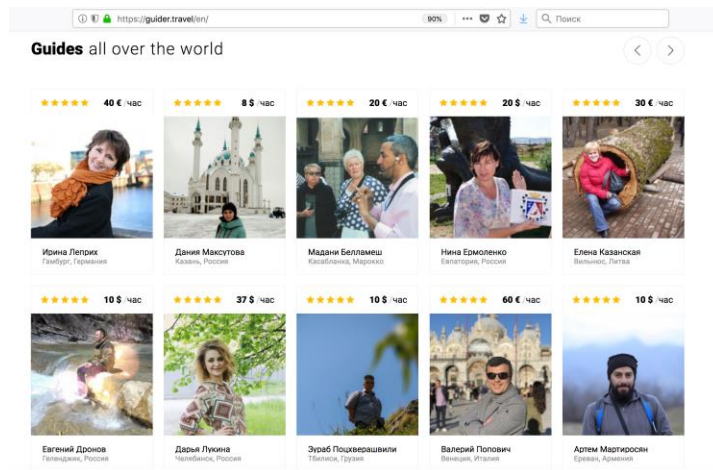 https://guider.travel/en/
90%
Поиск
Guides all over the world
40 € /час
8 $ /час
20 € /час
20 $ /час
30 € /час
Ирина Леприх
Гамбург, Германия
Дания Максутова
Казань, Россия
Мадани Белламеш
Касабланка, Марокко
Нина Ермоленко
Евпатория, Россия
Елена Казанская
Вильнюс, Литва
10 $ /час
37 $ /час
10 $ /час
60 € /час
10 $ /час
Евгений Дронов
Геленджик, Россия
Дарья Лукина
Челябинск, Россия
Зураб Поцхверашвили
Тбилиси, Грузия
Валерий Попович
Венеция, Италия
Артем Мартиросян
Ереван, Армения